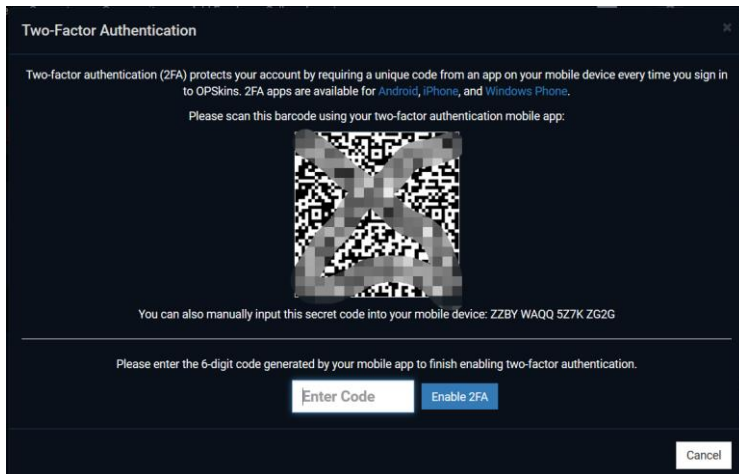 Two-Factor Authentication
×
Two-factor authentication (2FA) protects your account by requiring a unique code from an app on your mobile device every time you sign in
to OPSkins. 2FA apps are available for Android, iPhone, and Windows Phone.
Please scan this barcode using your two-factor authentication mobile app:
You can also manually input this secret code into your mobile device: ZZBY WAQQ 5Z7K ZG2G
Please enter the 6-digit code generated by your mobile app to finish enabling two-factor authentication.
Enter Code
Enable 2FA
Cancel